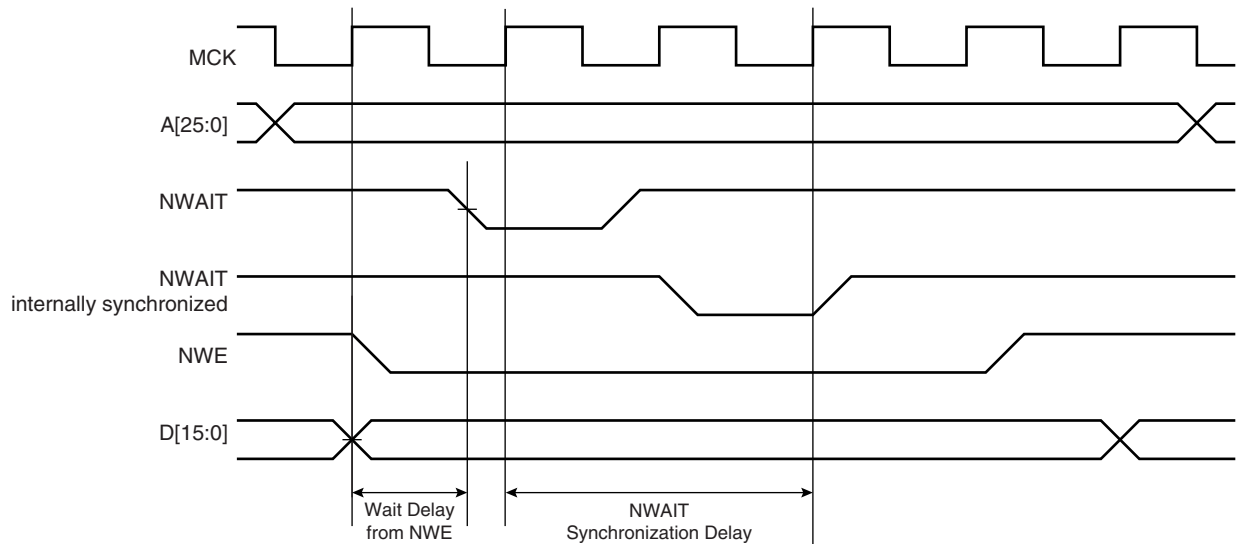 MCK
A[25:0]
NWAIT
NWAIT
internally synchronized
NWE
D[15:0]
Wait Delay
from NWE
NWAIT
Synchronization Delay